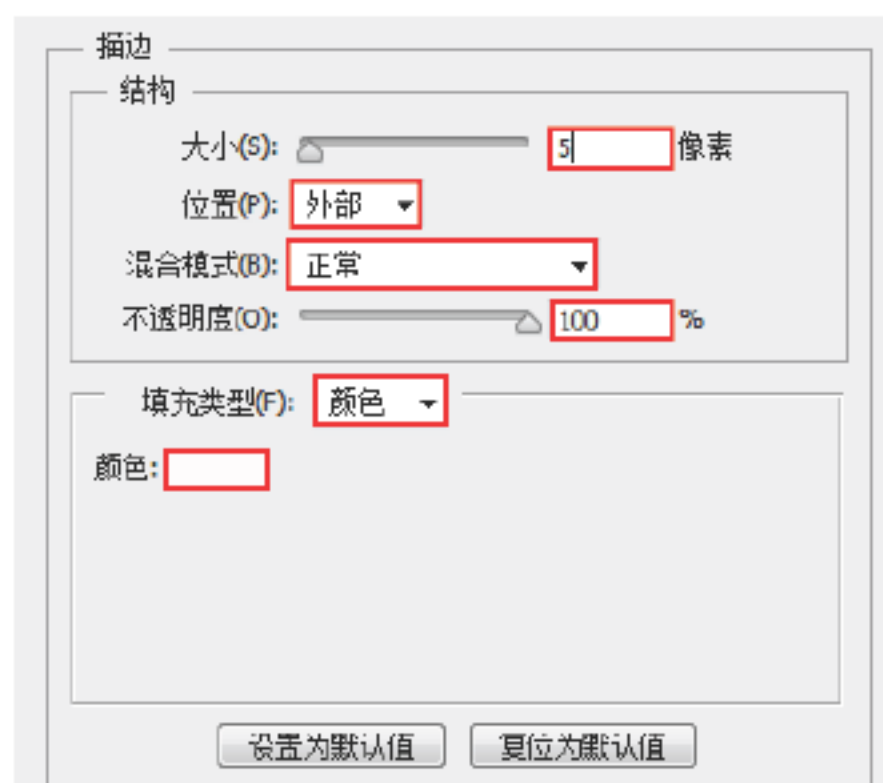 描边
结构
大小(S): 5 像素
位置(P): 外部
混合模式(B): 正常
不透明度(O): 100 %
填充类型(F): 颜色
颜色:
设置为默认值 复位为默认值